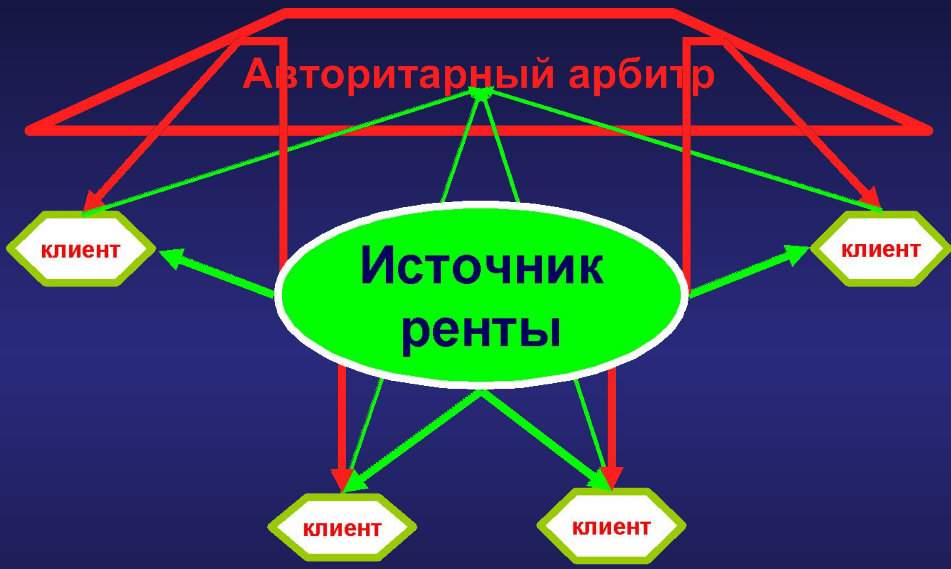 Авторитарный арбитр
клиент
клиент
Источник
ренты
клиент
клиент